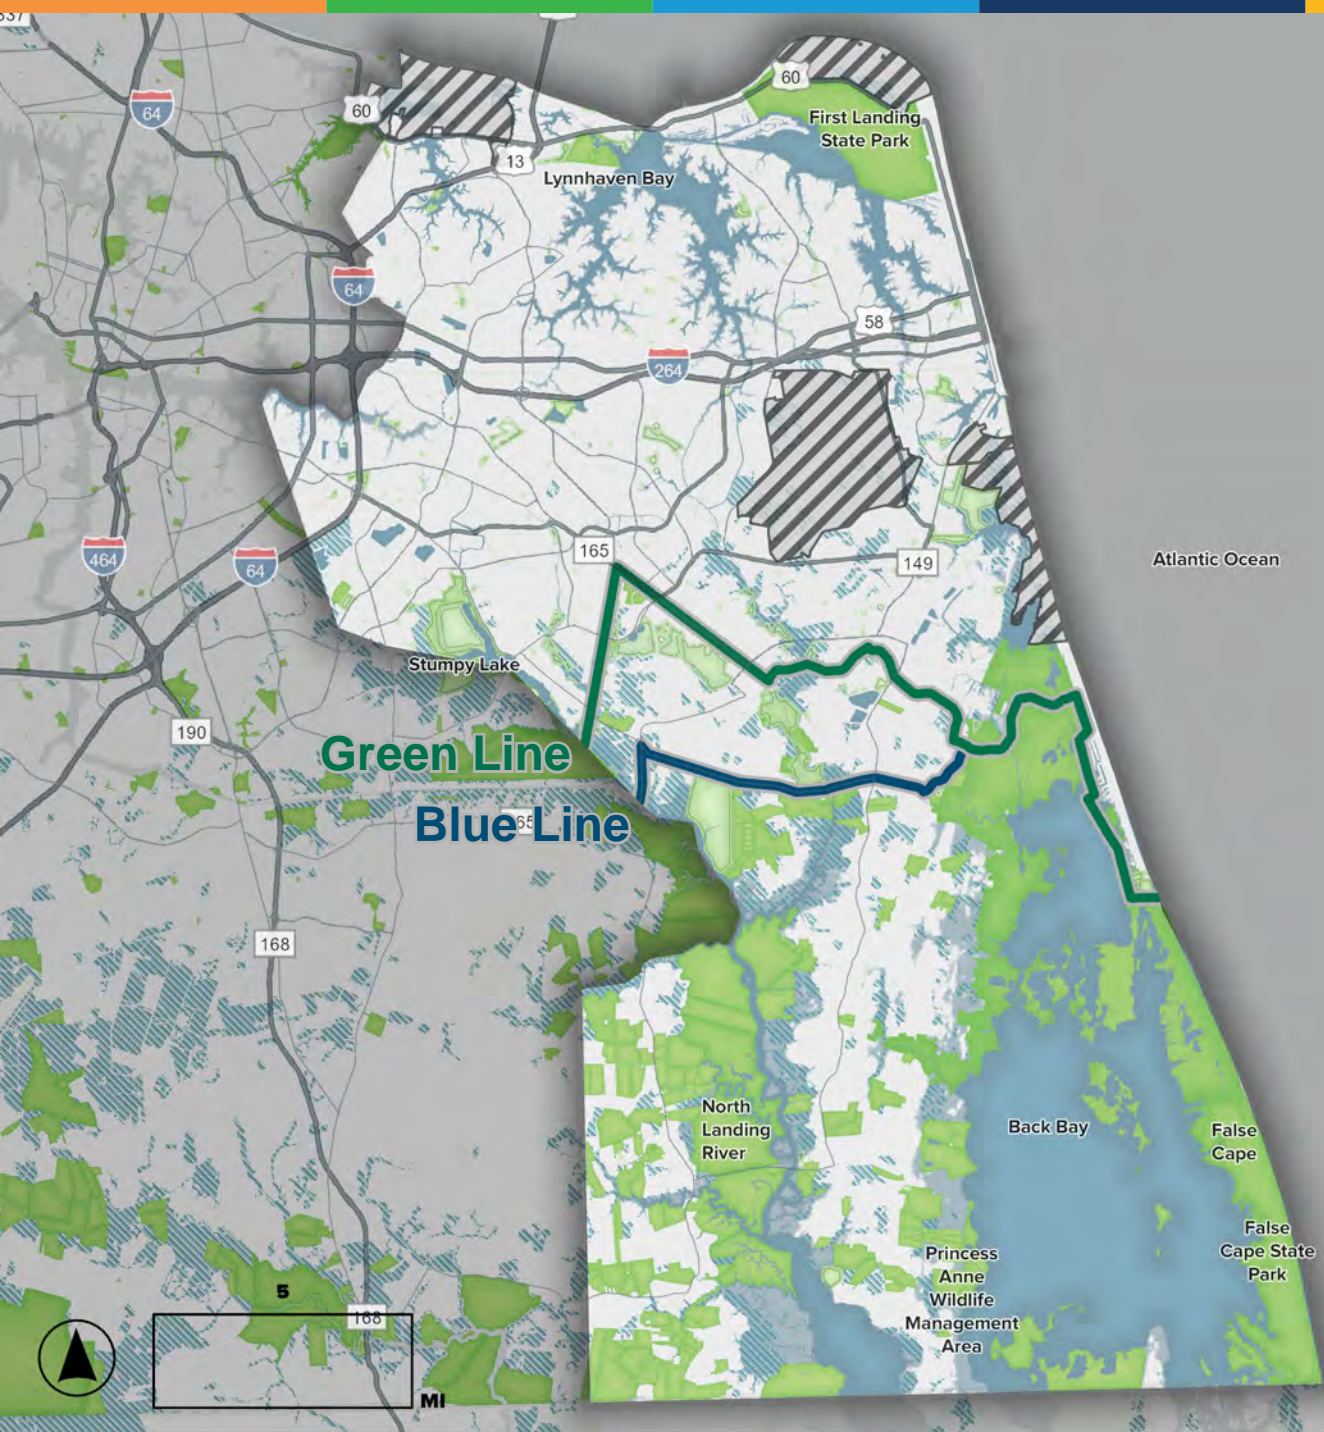 337
60
64
60
First Landing
State Park
13
Lynnhaven Bay
64
58
264
165
464
64
149
Atlantic Ocean
Stumpy Lake
190
Green Line
Blue Line
168
North
Landing
River
Back Bay
False
Cape
False
Cape State
Park
Princess
Anne
Wildlife
Management
Area
5
168
MI